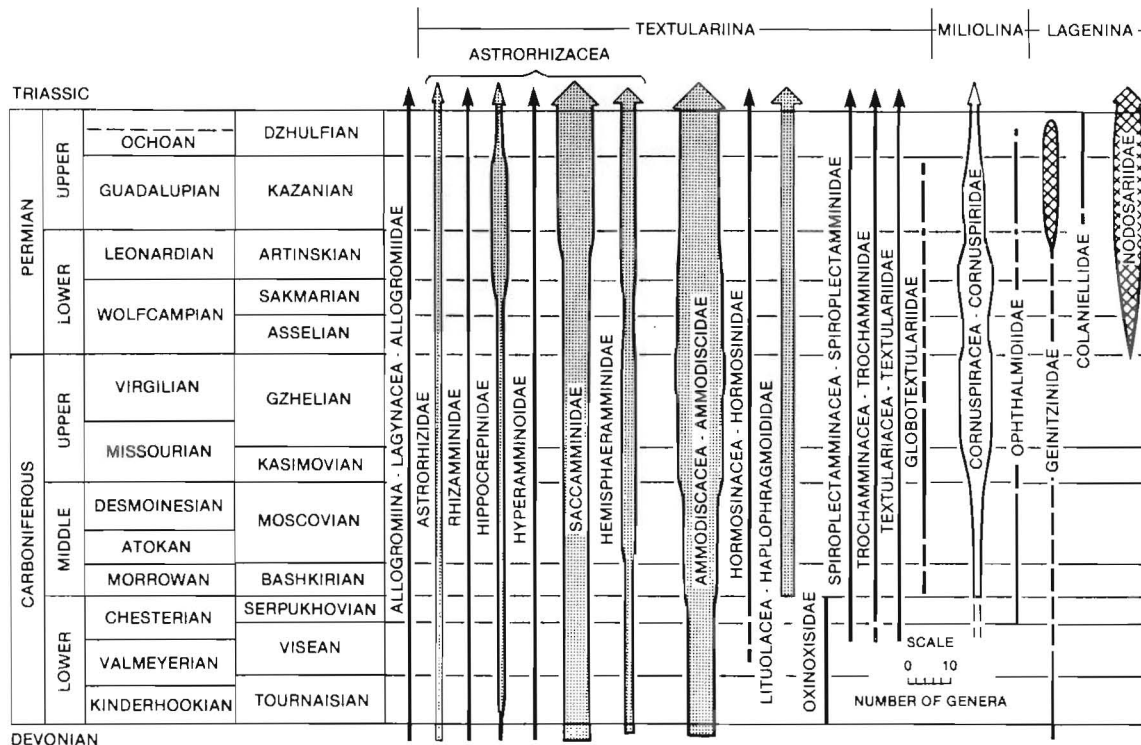 TEXTULARIINA
MILIOLINA
LAGENINA
ASTRORHIZACEA
TRIASSIC
PERMIAN
UPPER
OCHOAN
DZHULFIAN
GUADALUPIAN
KAZANIAN
LOWER
LEONARDIAN
ARTINSKIAN
WOLFCAMPIAN
SAKMARIAN
ASSELIAN
CARBONIFEROUS
UPPER
VIRGILIAN
GZHELIAN
MISSOURIAN
KASIMOVIAN
MIDDLE
DESMOINESIAN
MOSCOVIAN
ATOKAN
MORROWAN
BASHKIRIAN
LOWER
CHESTERIAN
SERPUKHOVIAN
VISEAN
VALMEYERIAN
KINDERHOOKIAN
TOURNAISIAN
DEVONIAN
ALLOGROMINA - LAGYNACEA - ALLOGROMIIDAE
ASTRORHIZIDAE
RHIZAMMINIDAE
HIPPOCREPINIDAE
HYPERAMMINOIDAE
SACCAMMINIDAE
HEMISPHAERAMMINIDAE
AMMODISCACEA - AMMODISCIDAE
HORMOSINACEA - HORMOSINIDAE
LITUOLACEA - HAPLOPHRAGMOIDIDAE
OXINOXISIDAE
SPIROPLECTAMMINACEA - SPIROPLECTAMMINIDAE
TROCHAMMINACEA - TROCHAMMINIDAE
TEXTULARIACEA - TEXTULARIIDAE
GLOBOTEXTULARIIDAE
CORNUSPIRACEA - CORNUSPIRIDAE
OPHTHALMIDIIDAE
GEINITZINIDAE
COLANIELLIDAE
NODOSARIIDAE
SCALE
0 10
NUMBER OF GENERA